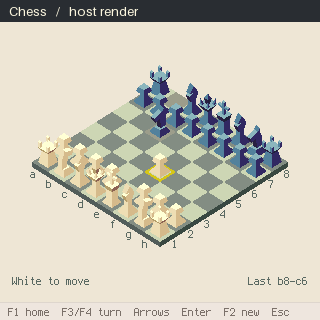 Chess / host render
a
b
c
d
e
f
g
h
1
2
3
4
5
6
7
8
White to move Last b8-c6
F1 home F3/F4 turn Arrows Enter F2 new Esc